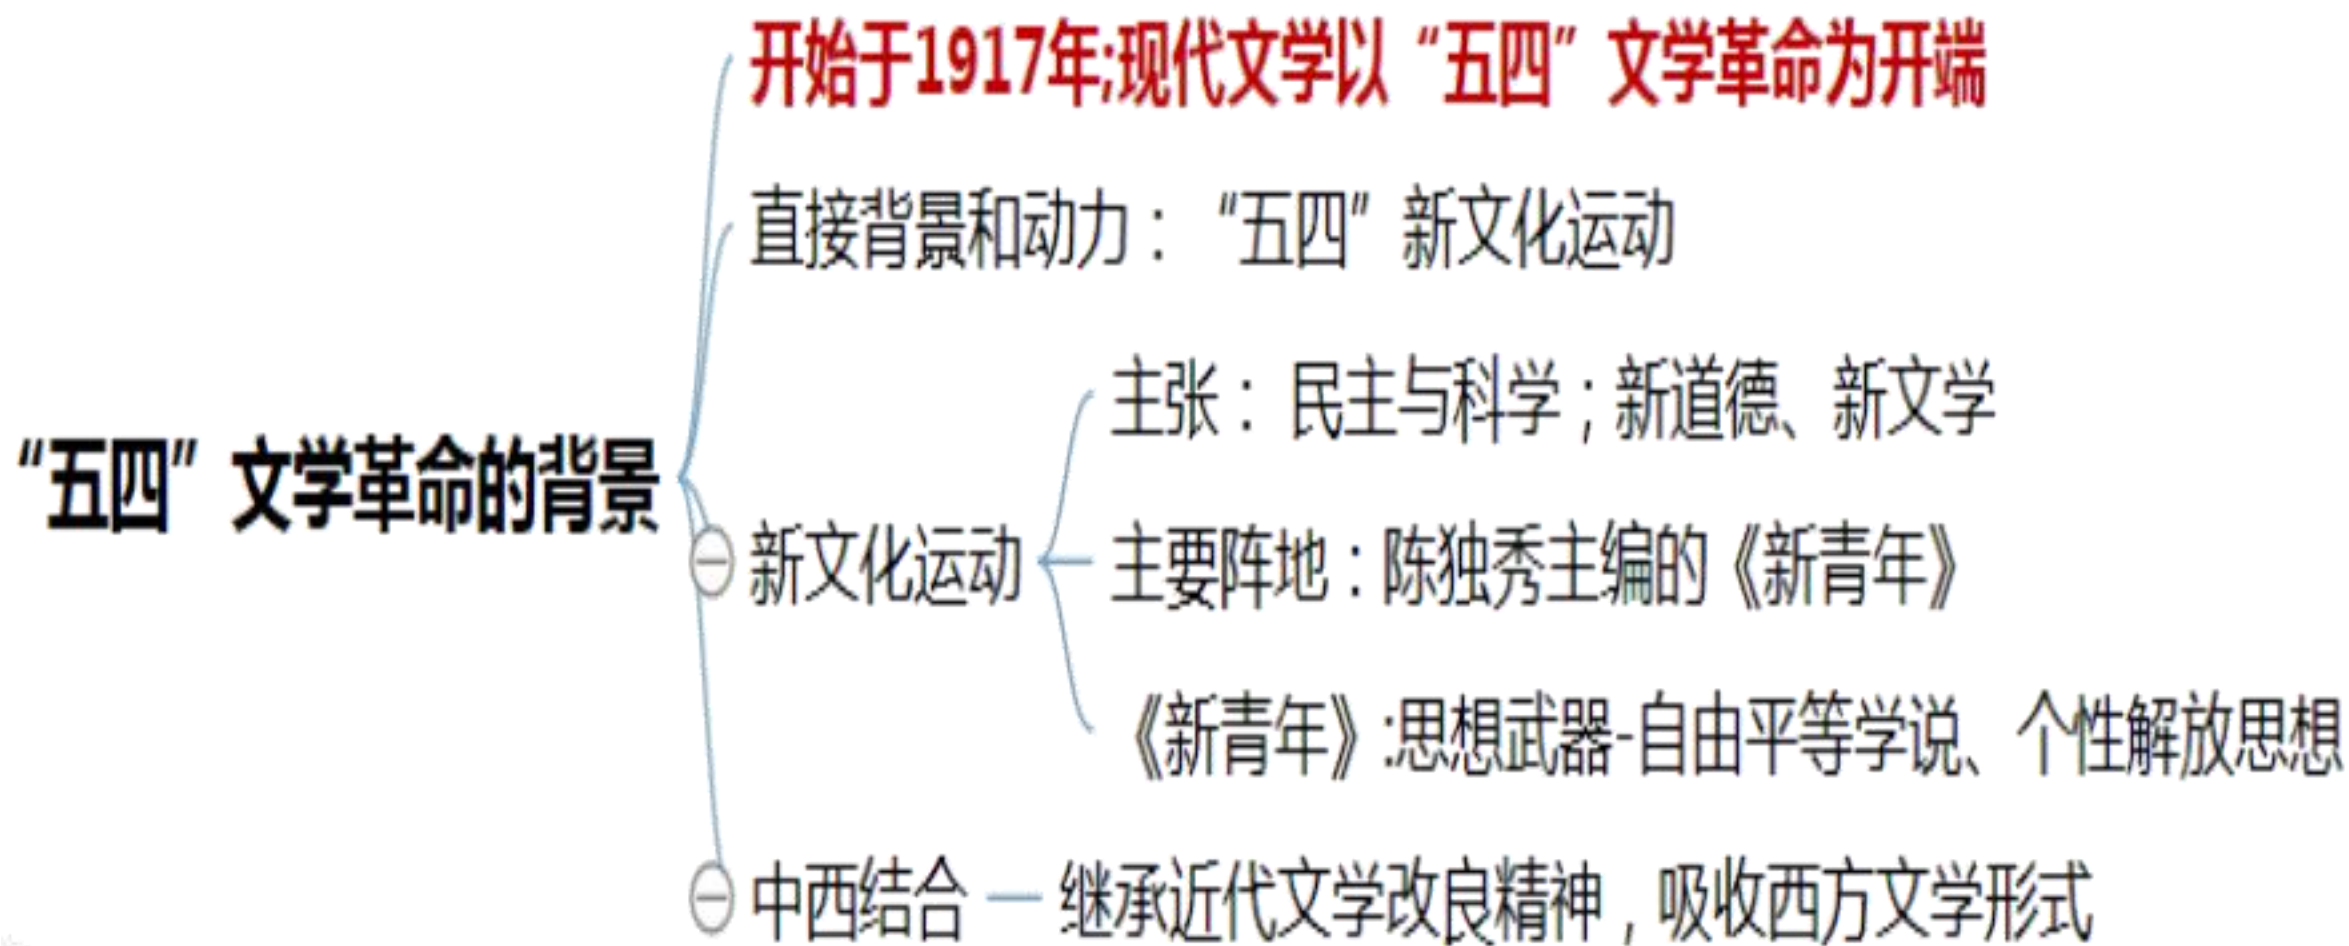 开始于1917年;现代文学以“五四”文学革命为开端
直接背景和动力：“五四”新文化运动
“五四”文学革命的背景
新文化运动
主张：民主与科学；新道德、新文学
主要阵地：陈独秀主编的《新青年》
《新青年》:思想武器-自由平等学说、个性解放思想
中西结合
继承近代文学改良精神，吸收西方文学形式